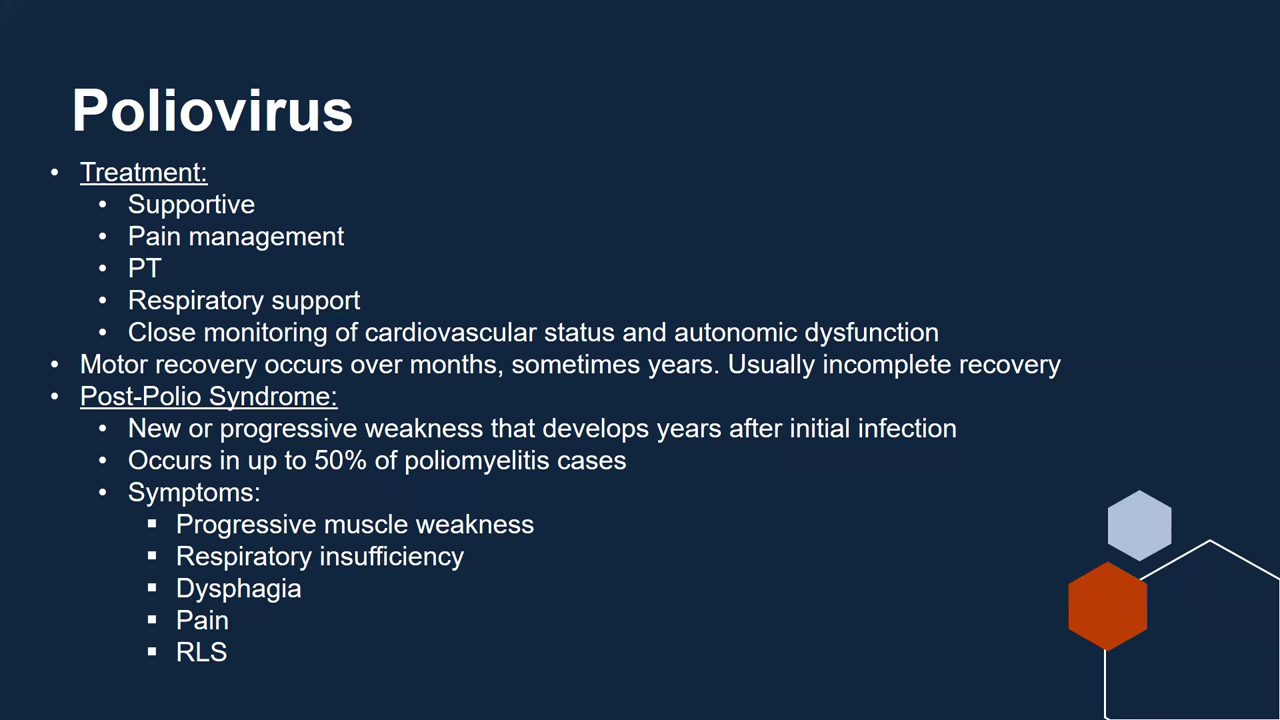 Poliovirus
• Treatment:
• Supportive
• Pain management
• PT
• Respiratory support
• Close monitoring of cardiovascular status and autonomic dysfunction
• Motor recovery occurs over months, sometimes years. Usually incomplete recovery
• Post-Polio Syndrome:
• New or progressive weakness that develops years after initial infection
• Occurs in up to 50% of poliomyelitis cases
• Symptoms:
▪ Progressive muscle weakness
▪ Respiratory insufficiency
▪ Dysphagia
▪ Pain
▪ RLS